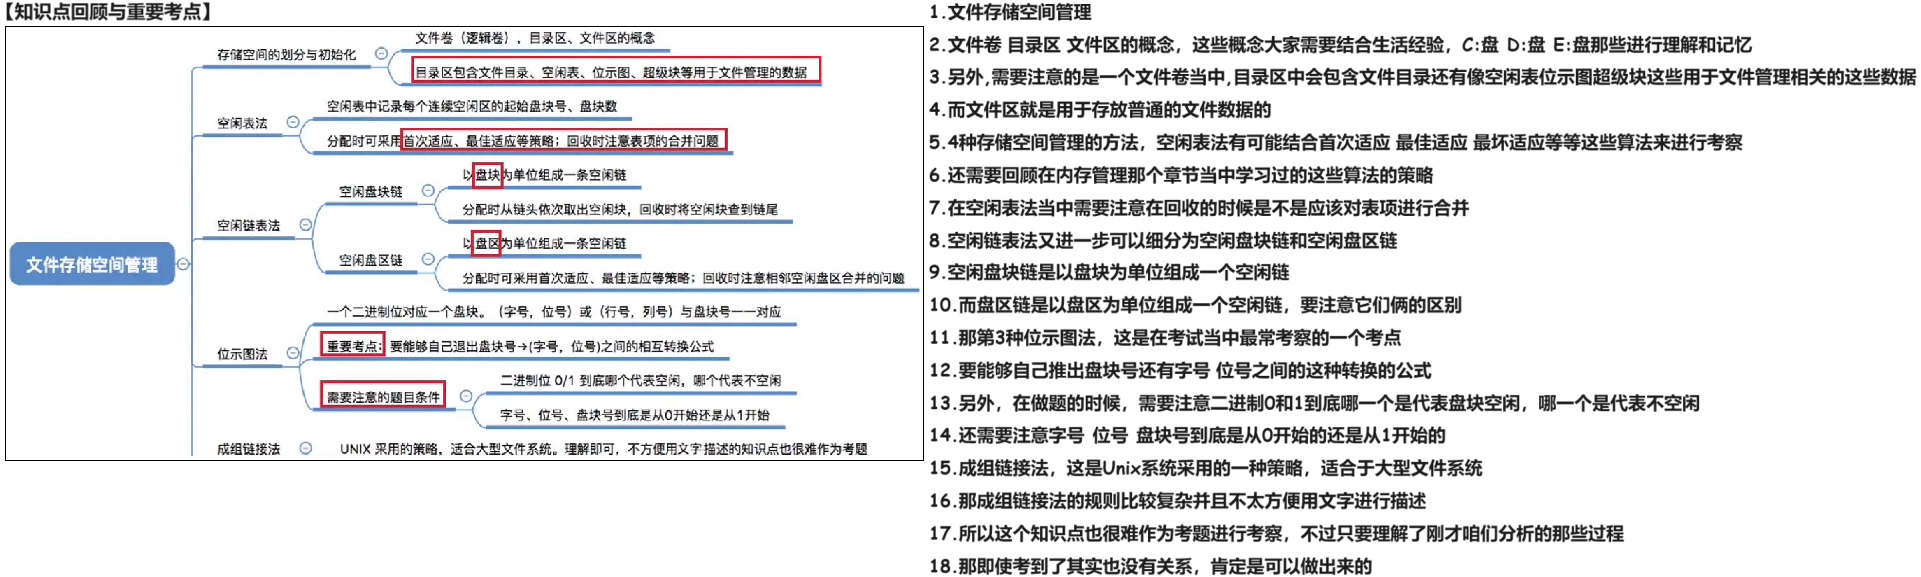 【知识点回顾与重要考点】
文件存储空间管理
存储空间的划分与初始化
文件卷（逻辑卷），目录区、文件区的概念
目录区包含文件目录、空闲表、位示图、超级块等用于文件管理的数据
空闲表法
空闲表中记录每个连续空闲区的起始盘块号、盘块数
分配时可采用首次适应、最佳适应等策略；回收时注意表项的合并问题
空闲链表法
空闲盘块链
以盘块为单位组成一条空闲链
分配时从链头依次取出空闲块，回收时将空闲块查到链尾
空闲盘区链
以盘区为单位组成一条空闲链
分配时可采用首次适应、最佳适应等策略；回收时注意相邻空闲盘区合并的问题
位示图法
一个二进制位对应一个盘块。（字号，位号）或（行号，列号）与盘块号一一对应
重要考点：要能够自己退出盘块号→(字号，位号)之间的相互转换公式
需要注意的题目条件
二进制位 0/1 到底哪个代表空闲，哪个代表不空闲
字号、位号、盘块号到底是从0开始还是从1开始
成组链接法
UNIX 采用的策略，适合大型文件系统。理解即可，不方便用文字描述的知识点也很难作为考题
1.文件存储空间管理
2.文件卷 目录区 文件区的概念，这些概念大家需要结合生活经验，C:盘 D:盘 E:盘那些进行理解和记忆
3.另外,需要注意的是一个文件卷当中,目录区中会包含文件目录还有像空闲表位示图超级块这些用于文件管理相关的这些数据
4.而文件区就是用于存放普通的文件数据的
5.4种存储空间管理的方法，空闲表法有可能结合首次适应 最佳适应 最坏适应等等这些算法来进行考察
6.还需要回顾在内存管理那个章节当中学习过的这些算法的策略
7.在空闲表法当中需要注意在回收的时候是不是应该对表项进行合并
8.空闲链表法又进一步可以细分为空闲盘块链和空闲盘区链
9.空闲盘块链是以盘块为单位组成一个空闲链
10.而盘区链是以盘区为单位组成一个空闲链，要注意它们俩的区别
11.那第3种位示图法，这是在考试当中最常考察的一个考点
12.要能够自己推出盘块号还有字号 位号之间的这种转换的公式
13.另外，在做题的时候，需要注意二进制0和1到底哪一个是代表盘块空闲，哪一个是代表不空闲
14.还需要注意字号 位号 盘块号到底是从0开始的还是从1开始的
15.成组链接法，这是Unix系统采用的一种策略，适合于大型文件系统
16.那成组链接法的规则比较复杂并且不太方便用文字进行描述
17.所以这个知识点也很难作为考题进行考察，不过只要理解了刚才咱们分析的那些过程
18.那即使考到了其实也没有关系，肯定是可以做出来的